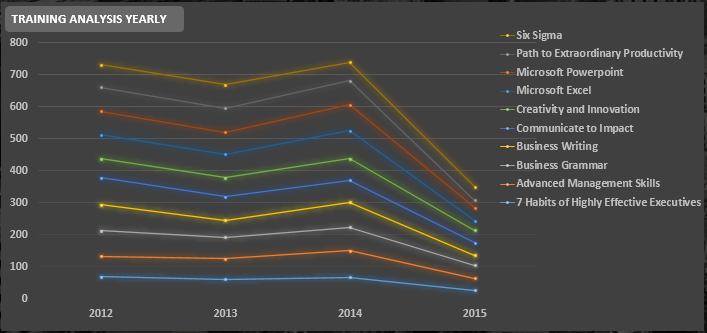 TRAINING ANALYSIS YEARLY
800
700
600
500
400
300
200
100
0
2012 2013 2014 2015
Six Sigma
Path to Extraordinary Productivity
Microsoft Powerpoint
Microsoft Excel
Creativity and Innovation
Communicate to Impact
Business Writing
Business Grammar
Advanced Management Skills
7 Habits of Highly Effective Executives